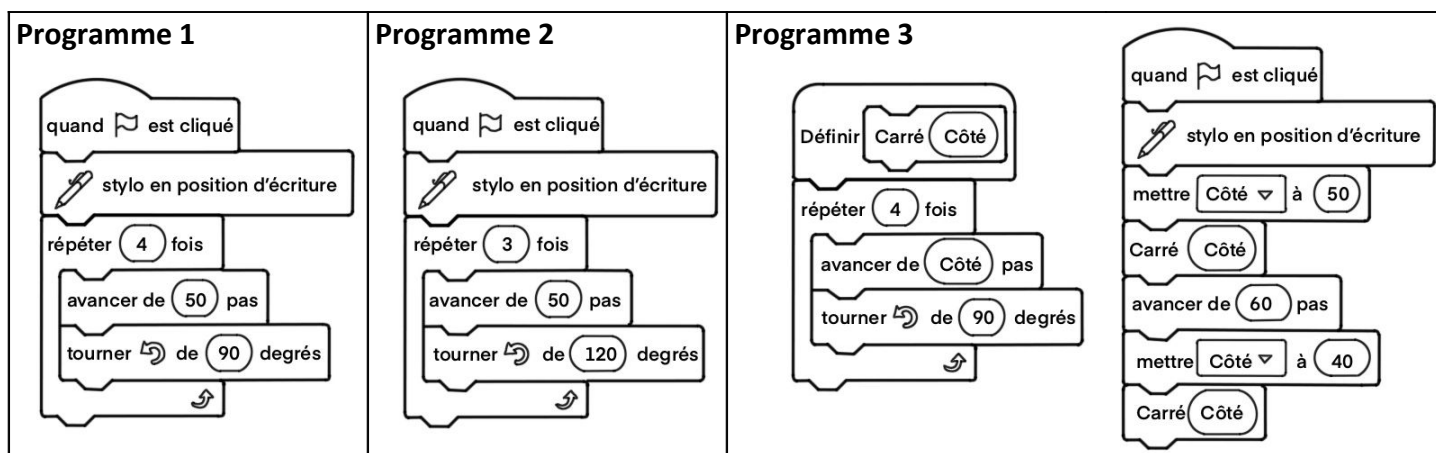 Programme 1
quand est cliqué
stylo en position d'écriture
répéter 4 fois
avancer de 50 pas
tourner de 90 degrés
Programme 2
quand est cliqué
stylo en position d'écriture
répéter 3 fois
avancer de 50 pas
tourner de 120 degrés
Programme 3
Définir Carré Côté
répéter 4 fois
avancer de Côté pas
tourner de 90 degrés
quand est cliqué
stylo en position d'écriture
mettre Côté à 50
Carré Côté
avancer de 60 pas
mettre Côté à 40
Carré Côté